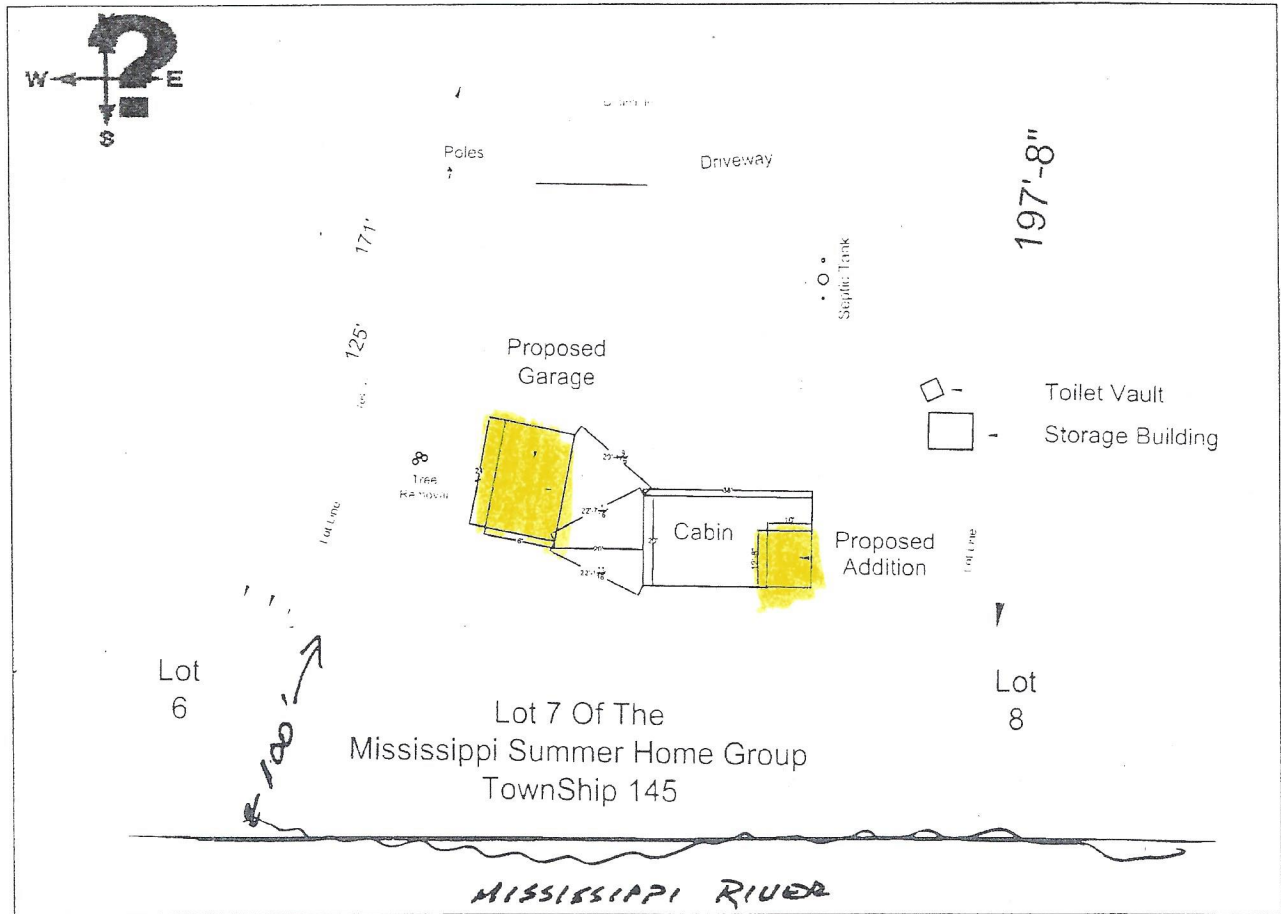 ?
W E
S
Poles
Driveway
197'-8"
171'
Septic Tank
125'
Proposed
Garage
Toilet Vault
Storage Building
Tree
Removal
Lot Line
Cabin
Proposed
Addition
Lot Line
Lot
6
100'
Lot
8
Lot 7 Of The
Mississippi Summer Home Group
TownShip 145
MISSISSIPPI RIVER